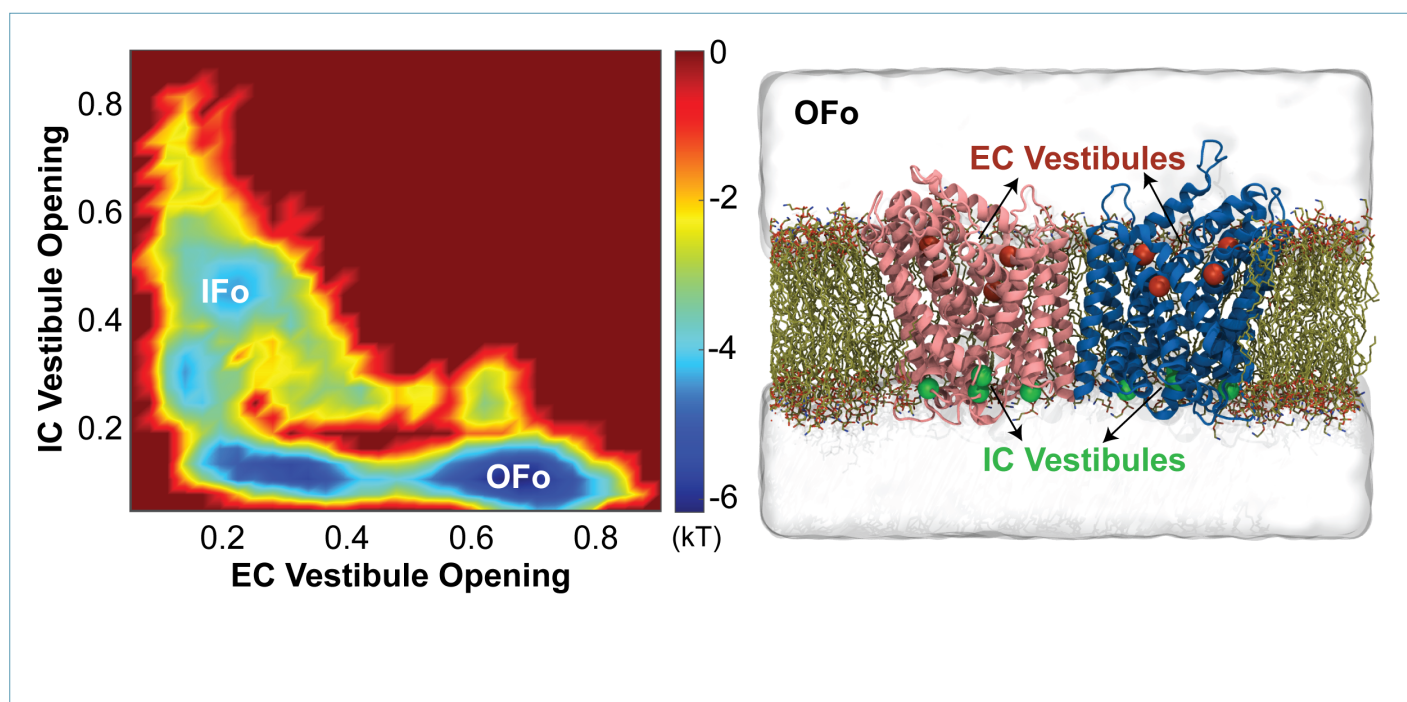 IC Vestibule Opening
0.8
0.6
0.4
0.2
IFo
OFo
0.2
0.4
0.6
0.8
EC Vestibule Opening
0
-2
-4
-6
(kT)
OFo
EC Vestibules
IC Vestibules